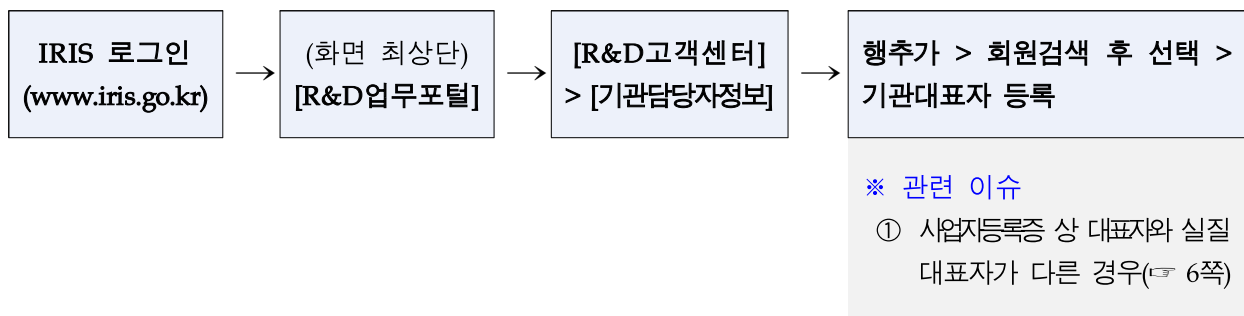 IRIS 로그인
(www.iris.go.kr)
→
(화면 최상단)
[R&D업무포털]
→
[R&D고객센터]
> [기관담당자정보]
→
행추가 > 회원검색 후 선택 >
기관대표자 등록
※ 관련 이슈
① 사업자등록증 상 대표자와 실질
대표자가 다른 경우(☞ 6쪽)